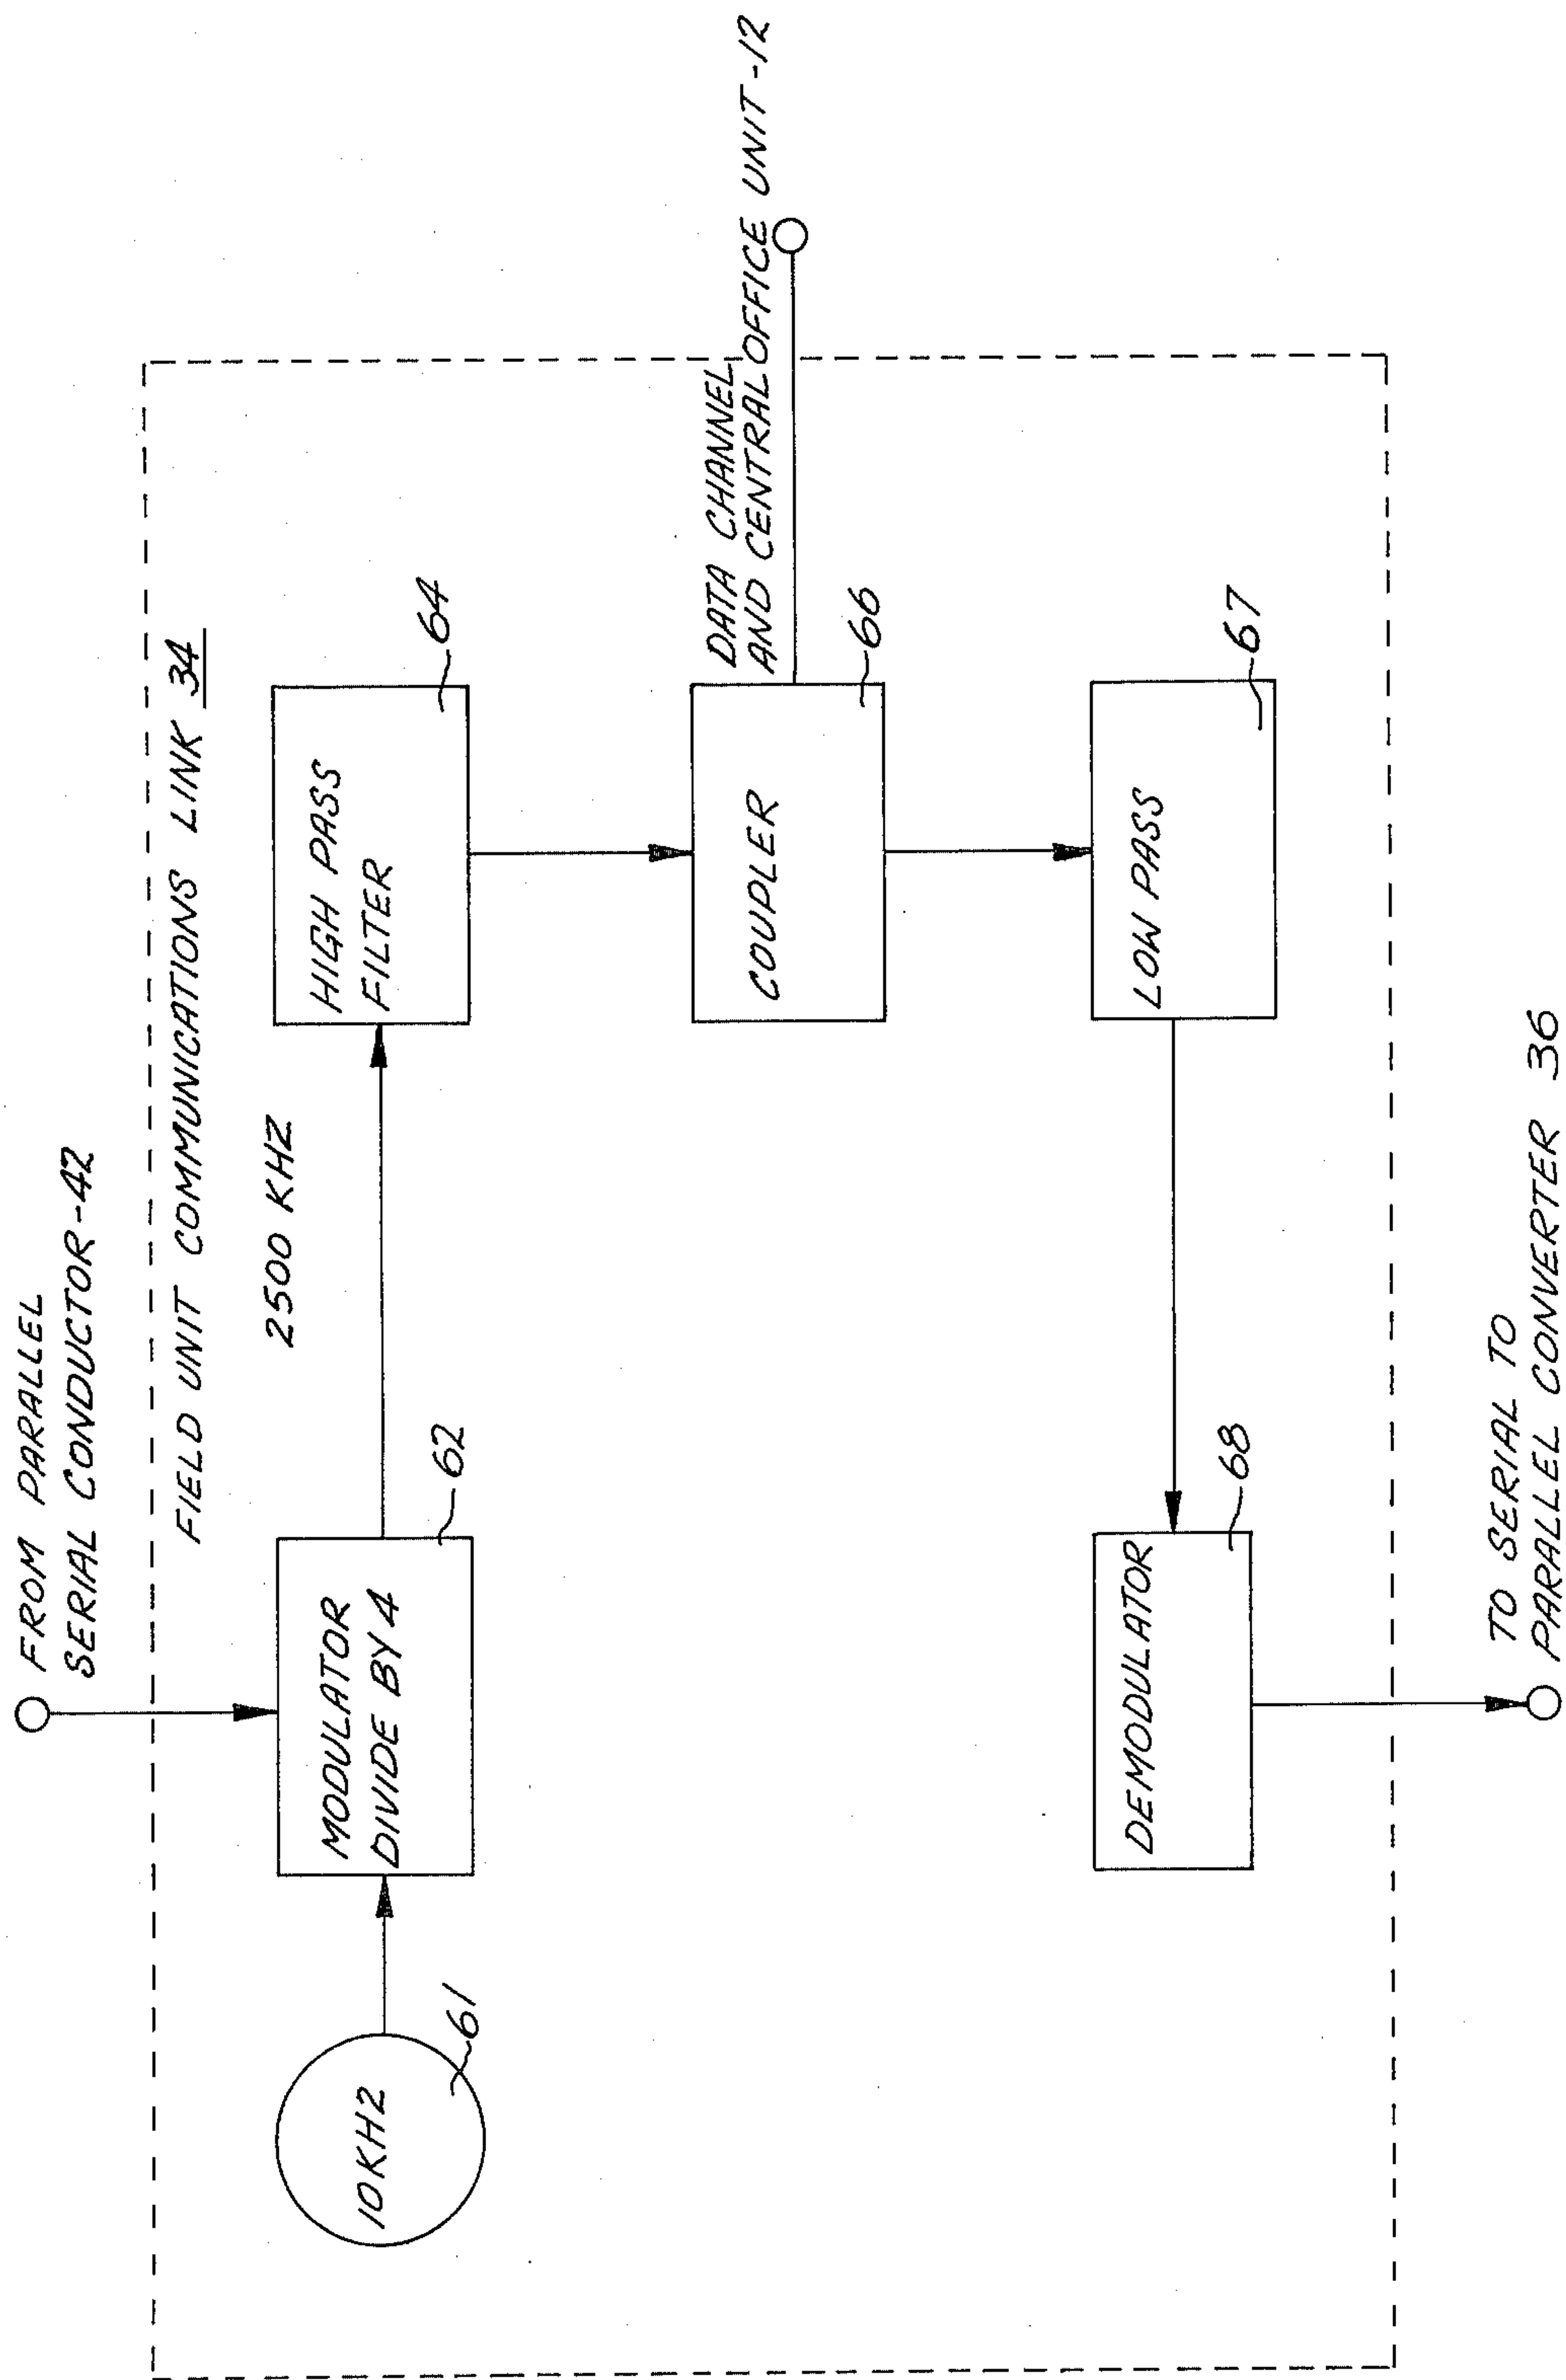 FROM PARALLEL
SERIAL CONDUCTOR-42
FIELD UNIT COMMUNICATIONS LINK 34
10KHZ
61
MODULATOR
DIVIDE BY 4
62
2500 KHZ
HIGH PASS
FILTER
64
COUPLER
66
DATA CHANNEL
AND CENTRAL OFFICE UNIT-12
LOW PASS
67
DEMODULATOR
68
TO SERIAL TO
PARALLEL CONVERTER 36